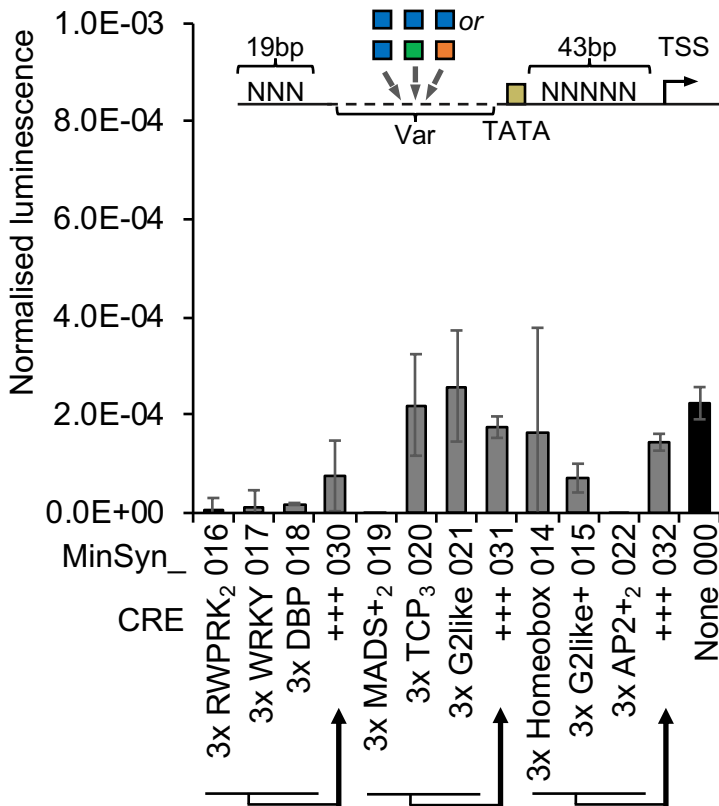 1.0E-03
8.0E-04
6.0E-04
4.0E-04
2.0E-04
0.0E+00
Normalised luminescence
or
19bp
43bp
TSS
NNN
NNNNN
Var
TATA
MinSyn_
016
017
018
030
019
020
021
031
014
015
022
032
000
CRE
3x RWPRK₂
3x WRKY
3x DBP
+++
3x MADS+₂
3x TCP₃
3x G2like
+++
3x Homeobox
3x G2like+
3x AP2+₂
+++
None